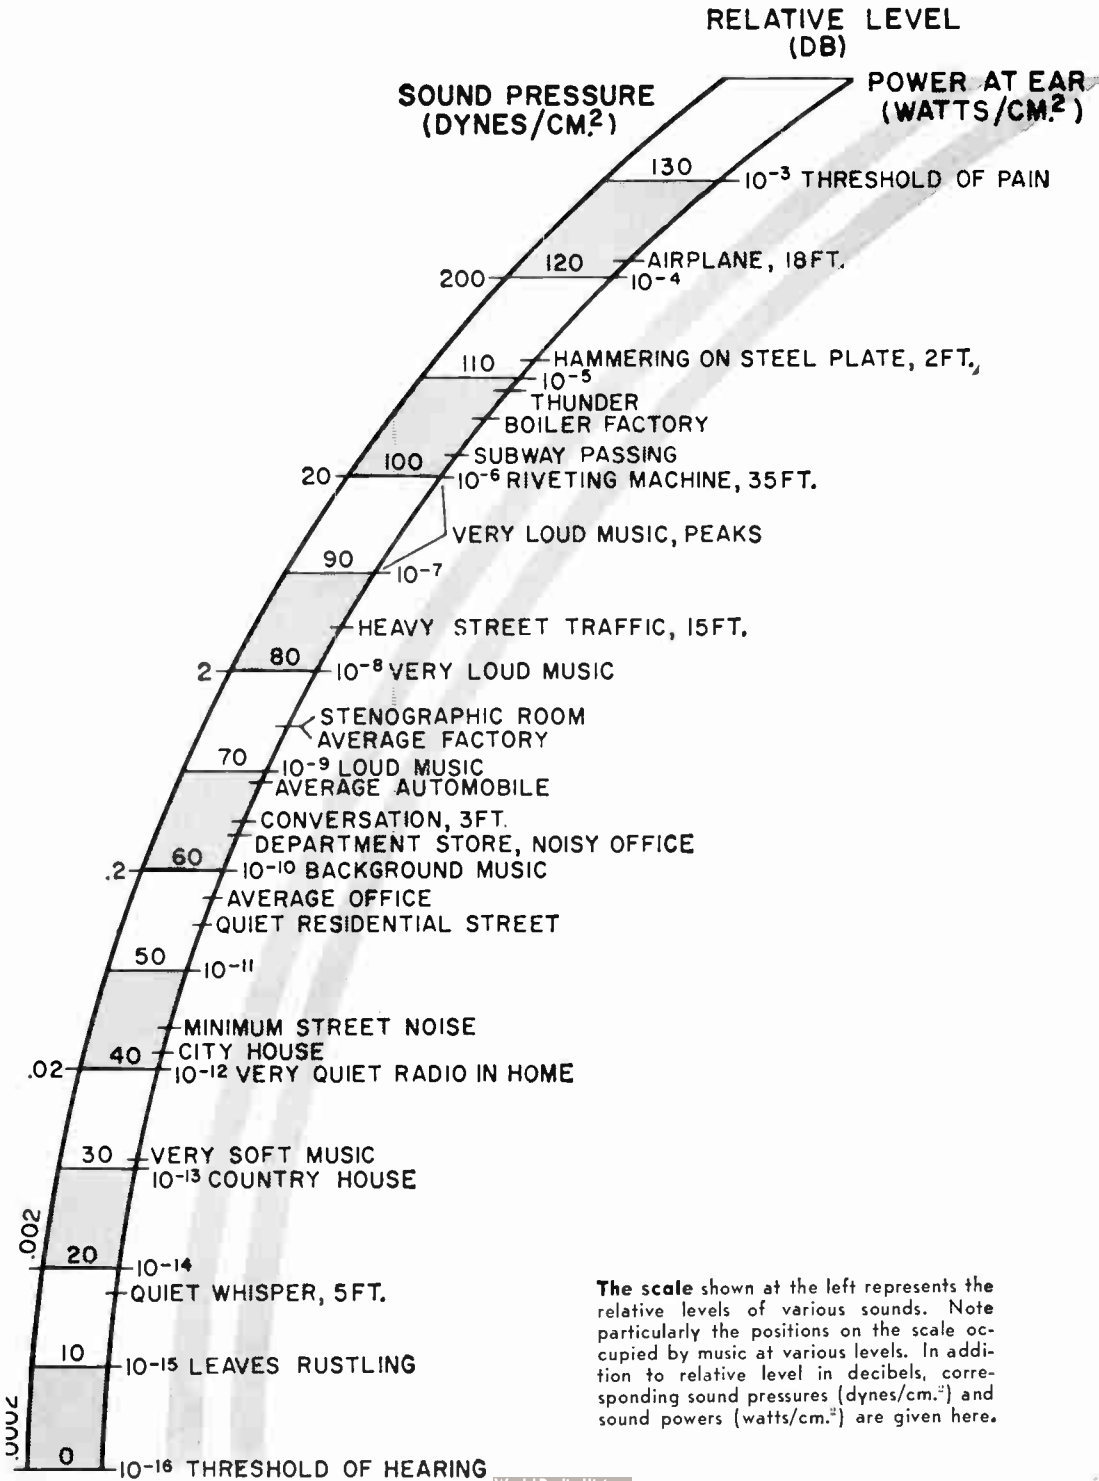 RELATIVE LEVEL
(DB)
SOUND PRESSURE
(DYNES/CM.²)
POWER AT EAR
(WATTS/CM.²)
130
10⁻³ THRESHOLD OF PAIN
AIRPLANE, 18FT.
200
120
10⁻⁴
HAMMERING ON STEEL PLATE, 2FT.
110
10⁻⁵
THUNDER
BOILER FACTORY
SUBWAY PASSING
20
100
10⁻⁶ RIVETING MACHINE, 35FT.
VERY LOUD MUSIC, PEAKS
90
10⁻⁷
HEAVY STREET TRAFFIC, 15FT.
2
80
10⁻⁸ VERY LOUD MUSIC
STENOGRAPHIC ROOM
AVERAGE FACTORY
70
10⁻⁹ LOUD MUSIC
AVERAGE AUTOMOBILE
CONVERSATION, 3FT.
DEPARTMENT STORE, NOISY OFFICE
.2
60
10⁻¹⁰ BACKGROUND MUSIC
AVERAGE OFFICE
QUIET RESIDENTIAL STREET
50
10⁻¹¹
MINIMUM STREET NOISE
CITY HOUSE
.02
40
10⁻¹² VERY QUIET RADIO IN HOME
VERY SOFT MUSIC
30
10⁻¹³ COUNTRY HOUSE
.002
20
10⁻¹⁴
QUIET WHISPER, 5FT.
10
10⁻¹⁵ LEAVES RUSTLING
.0002
0
10⁻¹⁶ THRESHOLD OF HEARING
The scale shown at the left represents the
relative levels of various sounds. Note
particularly the positions on the scale oc-
cupied by music at various levels. In addi-
tion to relative level in decibels, corre-
sponding sound pressures (dynes/cm.²) and
sound powers (watts/cm.²) are given here.